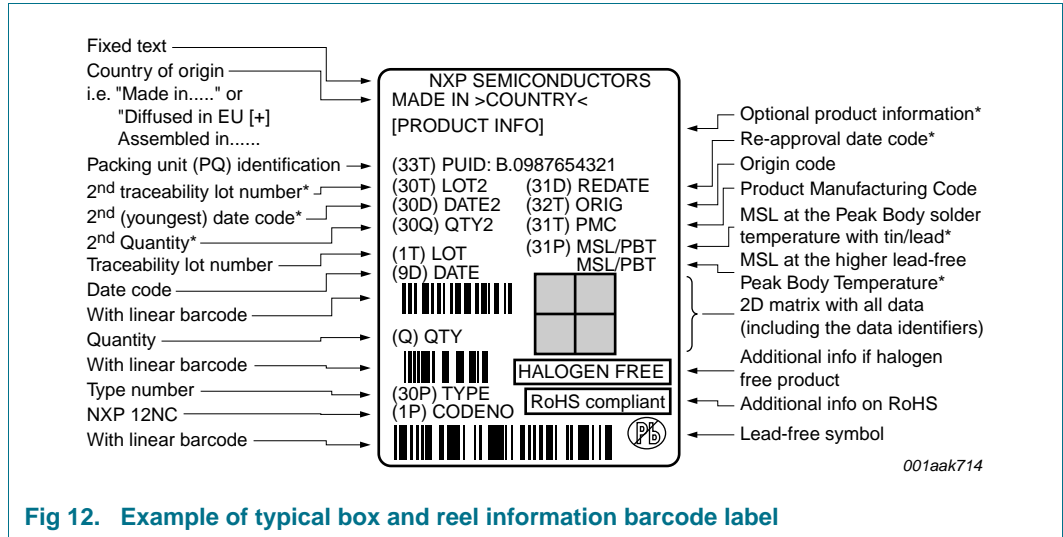 Fixed text
Country of origin
i.e. "Made in....." or
"Diffused in EU [+]
Assembled in......
Packing unit (PQ) identification
2nd traceability lot number*
2nd (youngest) date code*
2nd Quantity*
Traceability lot number
Date code
With linear barcode
Quantity
With linear barcode
Type number
NXP 12NC
With linear barcode
NXP SEMICONDUCTORS
MADE IN >COUNTRY<
[PRODUCT INFO]
(33T) PUID: B.0987654321
(30T) LOT2 (31D) REDATE
(30D) DATE2 (32T) ORIG
(30Q) QTY2 (31T) PMC
(31P) MSL/PBT
(1T) LOT
MSL/PBT
(9D) DATE
(Q) QTY
HALOGEN FREE
(30P) TYPE
RoHS compliant
(1P) CODENO
Pb
Optional product information*
Re-approval date code*
Origin code
Product Manufacturing Code
MSL at the Peak Body solder
temperature with tin/lead*
MSL at the higher lead-free
Peak Body Temperature*
2D matrix with all data
(including the data identifiers)
Additional info if halogen
free product
Additional info on RoHS
Lead-free symbol
001aak714
Fig 12. Example of typical box and reel information barcode label